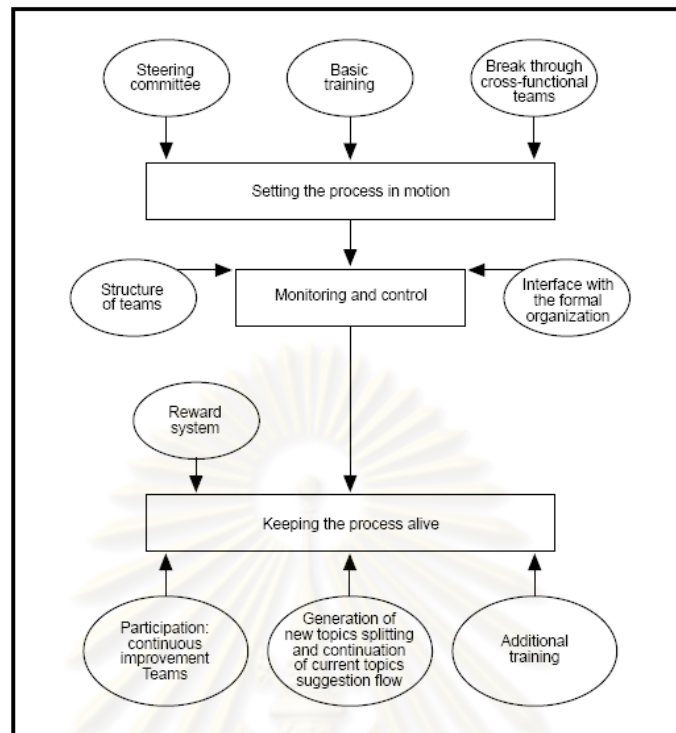 Steering
committee
Basic
training
Break through
cross-functional
teams
Setting the process in motion
Structure
of teams
Monitoring and control
Interface with
the formal
organization
Reward
system
Keeping the process alive
Participation:
continuous
improvement
Teams
Generation of
new topics splitting
and continuation
of current topics
suggestion flow
Additional
training